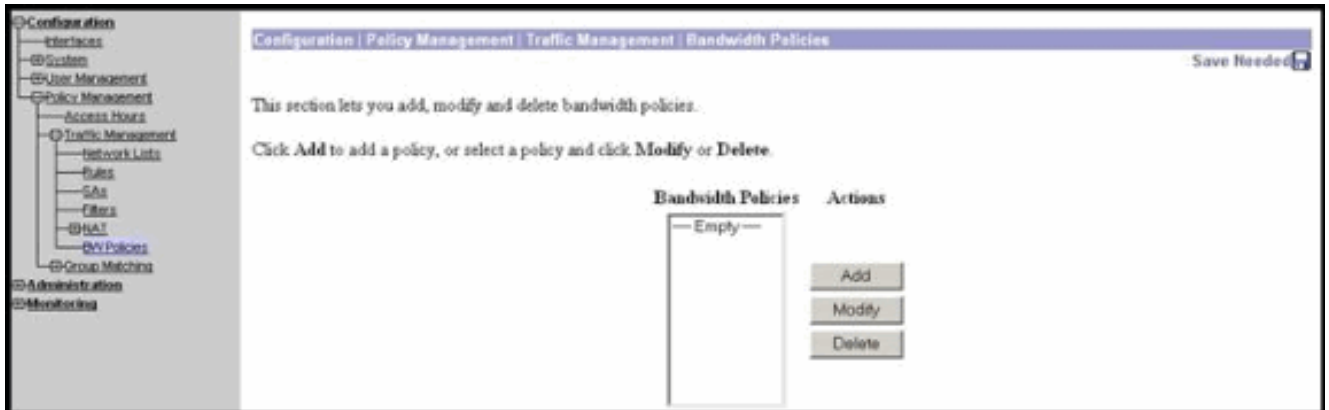 Configuration
Interfaces
System
User Management
Policy Management
Access Hours
Traffic Management
Network Lists
Rules
SAs
Filters
NAT
BW Policies
Group Matching
Administration
Monitoring
Configuration | Policy Management | Traffic Management | Bandwidth Policies
Save Needed
This section lets you add, modify and delete bandwidth policies.
Click Add to add a policy, or select a policy and click Modify or Delete.
Bandwidth Policies Actions
—Empty—
Add
Modify
Delete